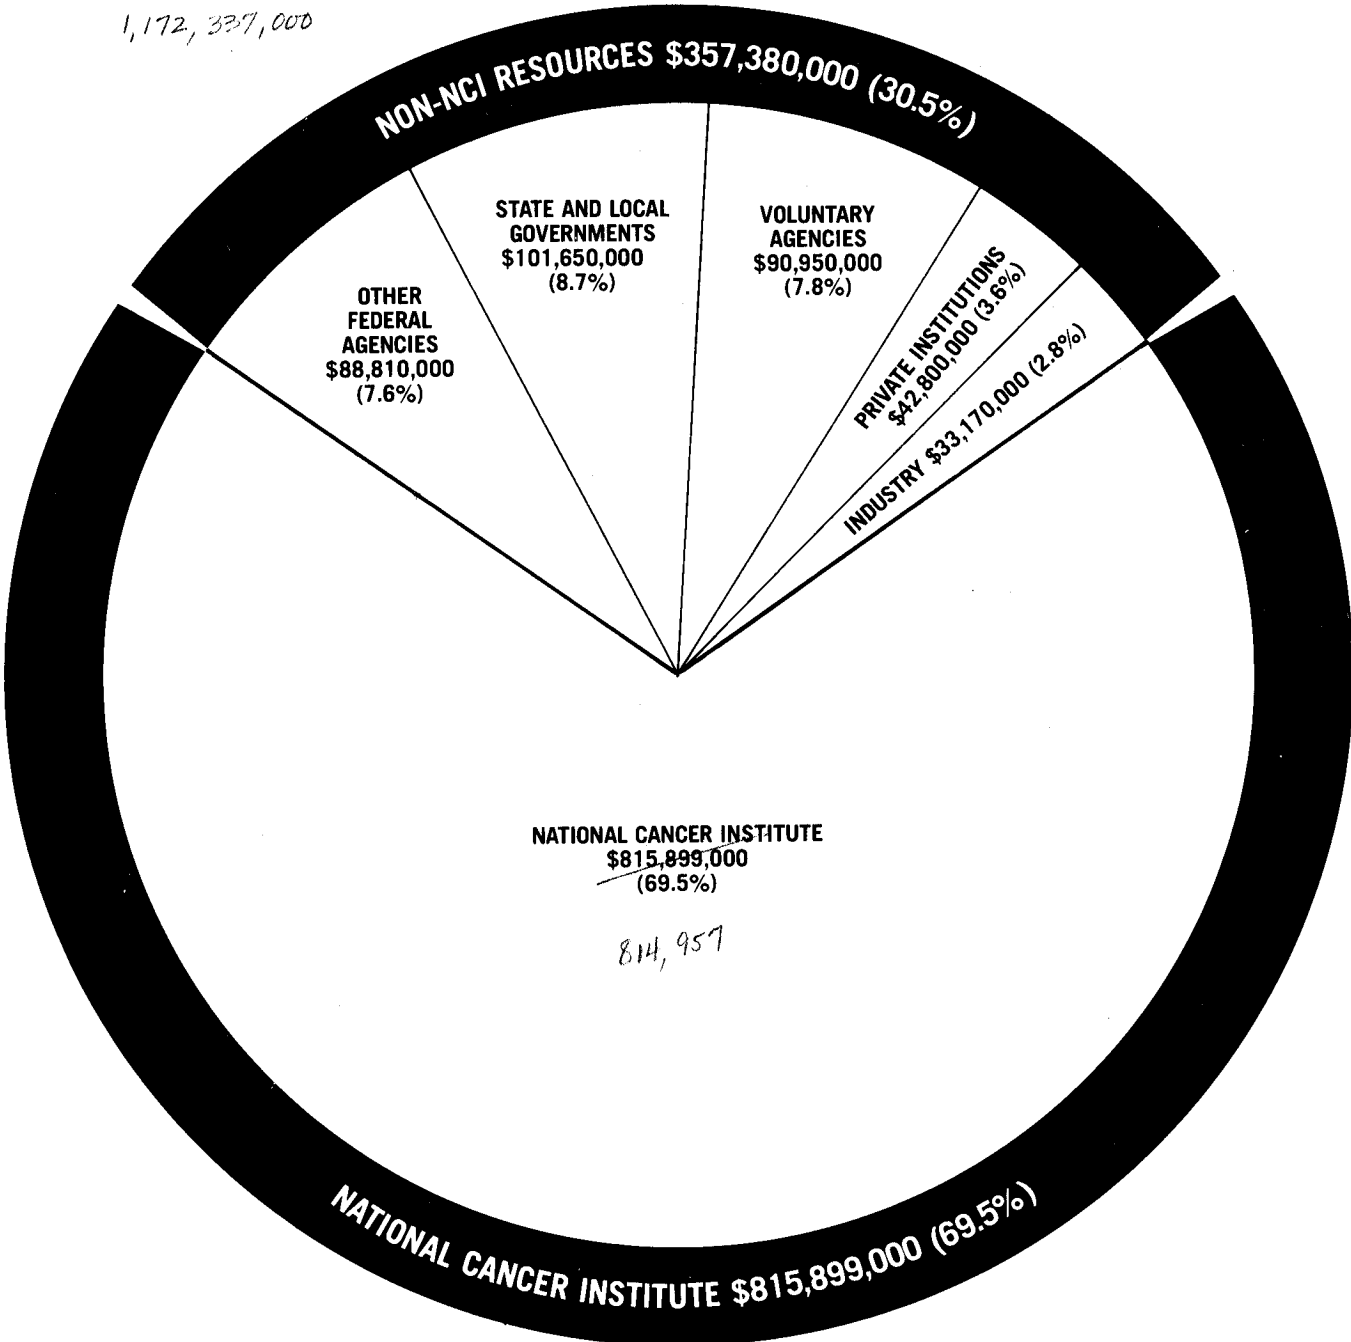 1,172,337,000
NON-NCI RESOURCES $357,380,000 (30.5%)
OTHER
FEDERAL
AGENCIES
$88,810,000
(7.6%)
STATE AND LOCAL
GOVERNMENTS
$101,650,000
(8.7%)
VOLUNTARY
AGENCIES
$90,950,000
(7.8%)
PRIVATE INSTITUTIONS
$42,800,000 (3.6%)
INDUSTRY $33,170,000 (2.8%)
NATIONAL CANCER INSTITUTE
$815,899,000
(69.5%)
814,957
NATIONAL CANCER INSTITUTE $815,899,000 (69.5%)